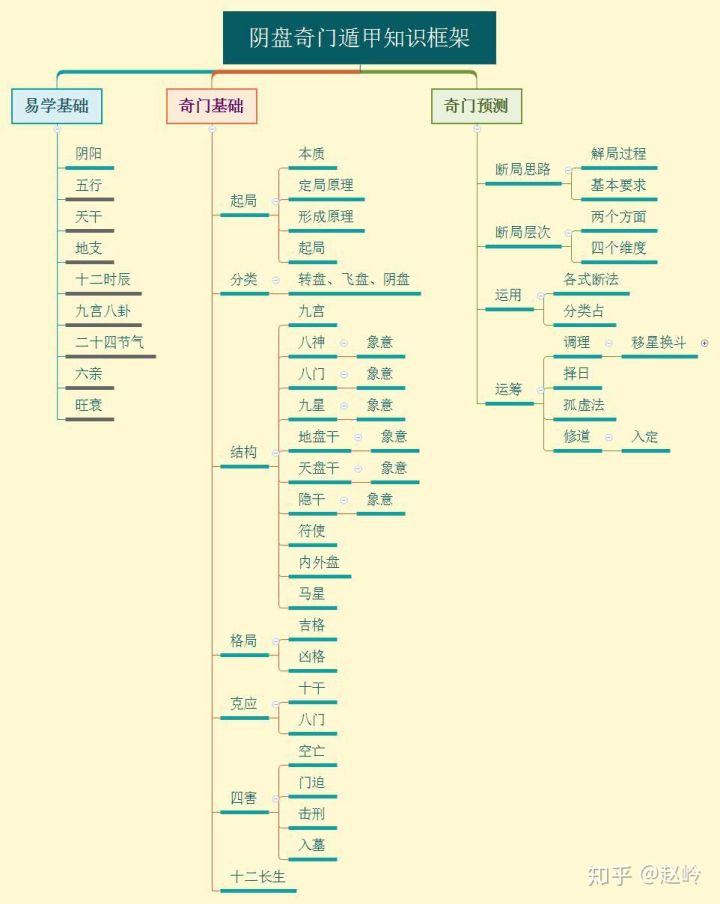 阴盘奇门遁甲知识框架
易学基础
阴阳
五行
天干
地支
十二时辰
九宫八卦
二十四节气
六亲
旺衰
奇门基础
起局
本质
定局原理
形成原理
起局
分类
转盘、飞盘、阴盘
结构
九宫
八神
象意
八门
象意
九星
象意
地盘干
象意
天盘干
象意
隐干
象意
符使
内外盘
马星
格局
吉格
凶格
克应
十干
八门
四害
空亡
门迫
击刑
入墓
十二长生
奇门预测
断局思路
解局过程
基本要求
断局层次
两个方面
四个维度
运用
各式断法
分类占
运筹
调理
移星换斗
择日
孤虚法
修道
入定
知乎 @赵岭